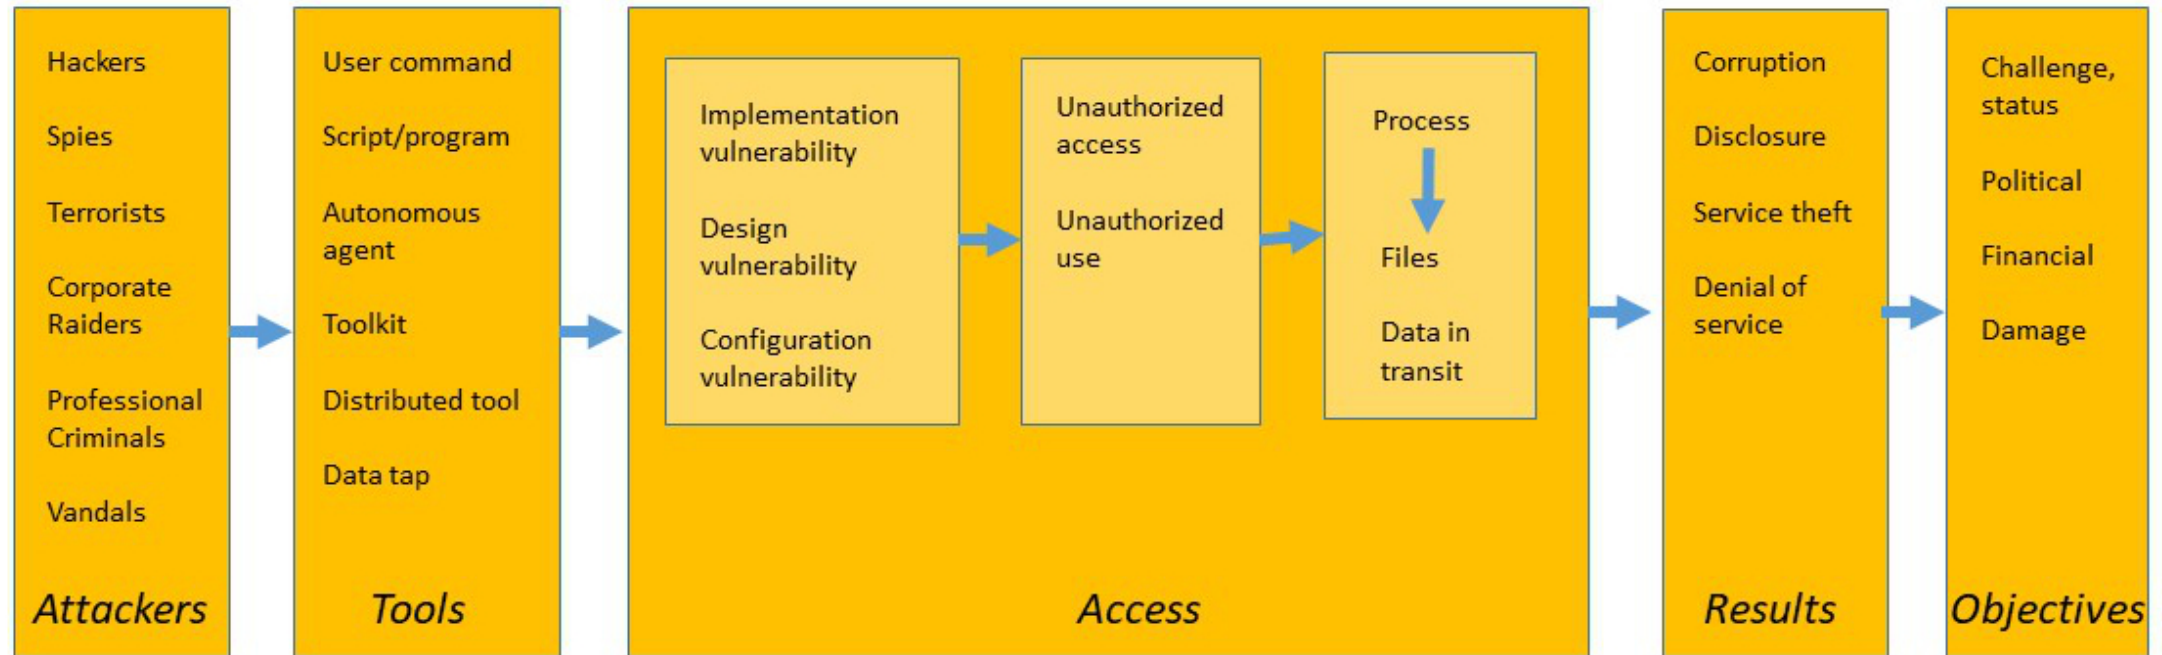 Hackers
Spies
Terrorists
Corporate
Raiders
Professional
Criminals
Vandals
Attackers
User command
Script/program
Autonomous
agent
Toolkit
Distributed tool
Data tap
Tools
Implementation
vulnerability
Design
vulnerability
Configuration
vulnerability
Unauthorized
access
Unauthorized
use
Process
Files
Data in
transit
Access
Corruption
Disclosure
Service theft
Denial of
service
Results
Challenge,
status
Political
Financial
Damage
Objectives